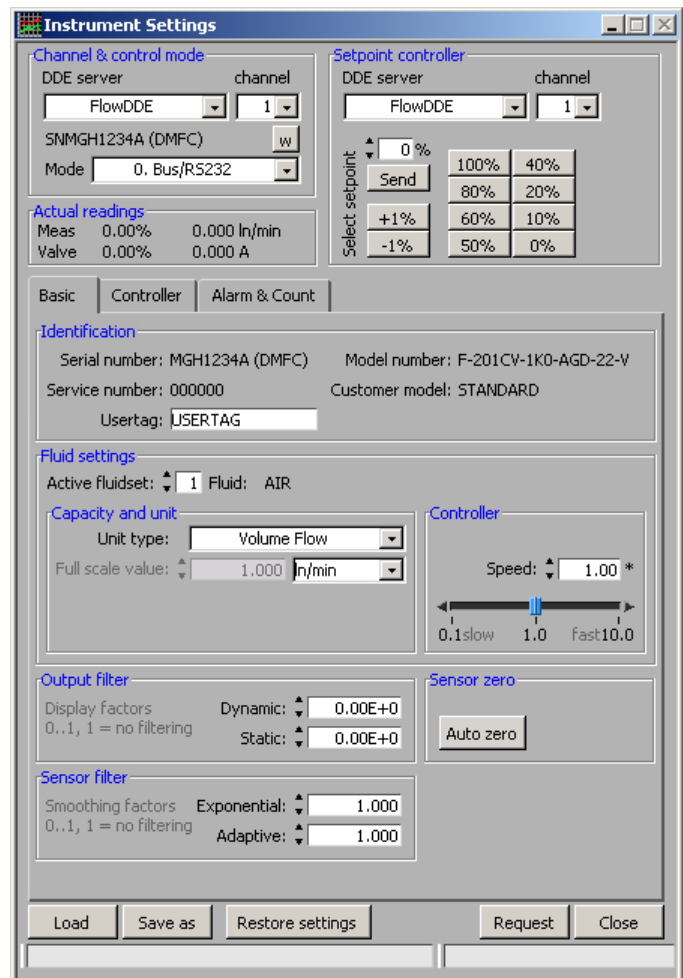 Instrument Settings
Channel & control mode
DDE server channel
FlowDDE 1
SNMGH1234A (DMFC) w
Mode 0. Bus/RS232
Setpoint controller
DDE server channel
FlowDDE 1
Select setpoint
0 %
Send
+1%
-1%
100% 40%
80% 20%
60% 10%
50% 0%
Actual readings
Meas 0.00% 0.000 ln/min
Valve 0.00% 0.000 A
Basic Controller Alarm & Count
Identification
Serial number: MGH1234A (DMFC) Model number: F-201CV-1K0-AGD-22-V
Service number: 000000 Customer model: STANDARD
Usertag: USERTAG
Fluid settings
Active fluidset: 1 Fluid: AIR
Capacity and unit
Unit type: Volume Flow
Full scale value: 1.000 ln/min
Controller
Speed: 1.00 *
0.1slow 1.0 fast10.0
Output filter
Display factors
0..1, 1 = no filtering
Dynamic: 0.00E+0
Static: 0.00E+0
Sensor zero
Auto zero
Sensor filter
Smoothing factors
0..1, 1 = no filtering
Exponential: 1.000
Adaptive: 1.000
Load Save as Restore settings Request Close